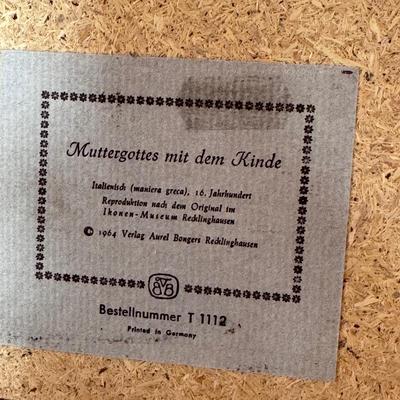 Muttergottes mit dem Kinde
Italienisch (maniera greca), 16. Jahrhundert
Reproduktion nach dem Original im
Ikonen-Museum Recklinghausen
© 1964 Verlag Aurel Bongers Recklinghausen
Bestellnummer T 1112
Printed in Germany